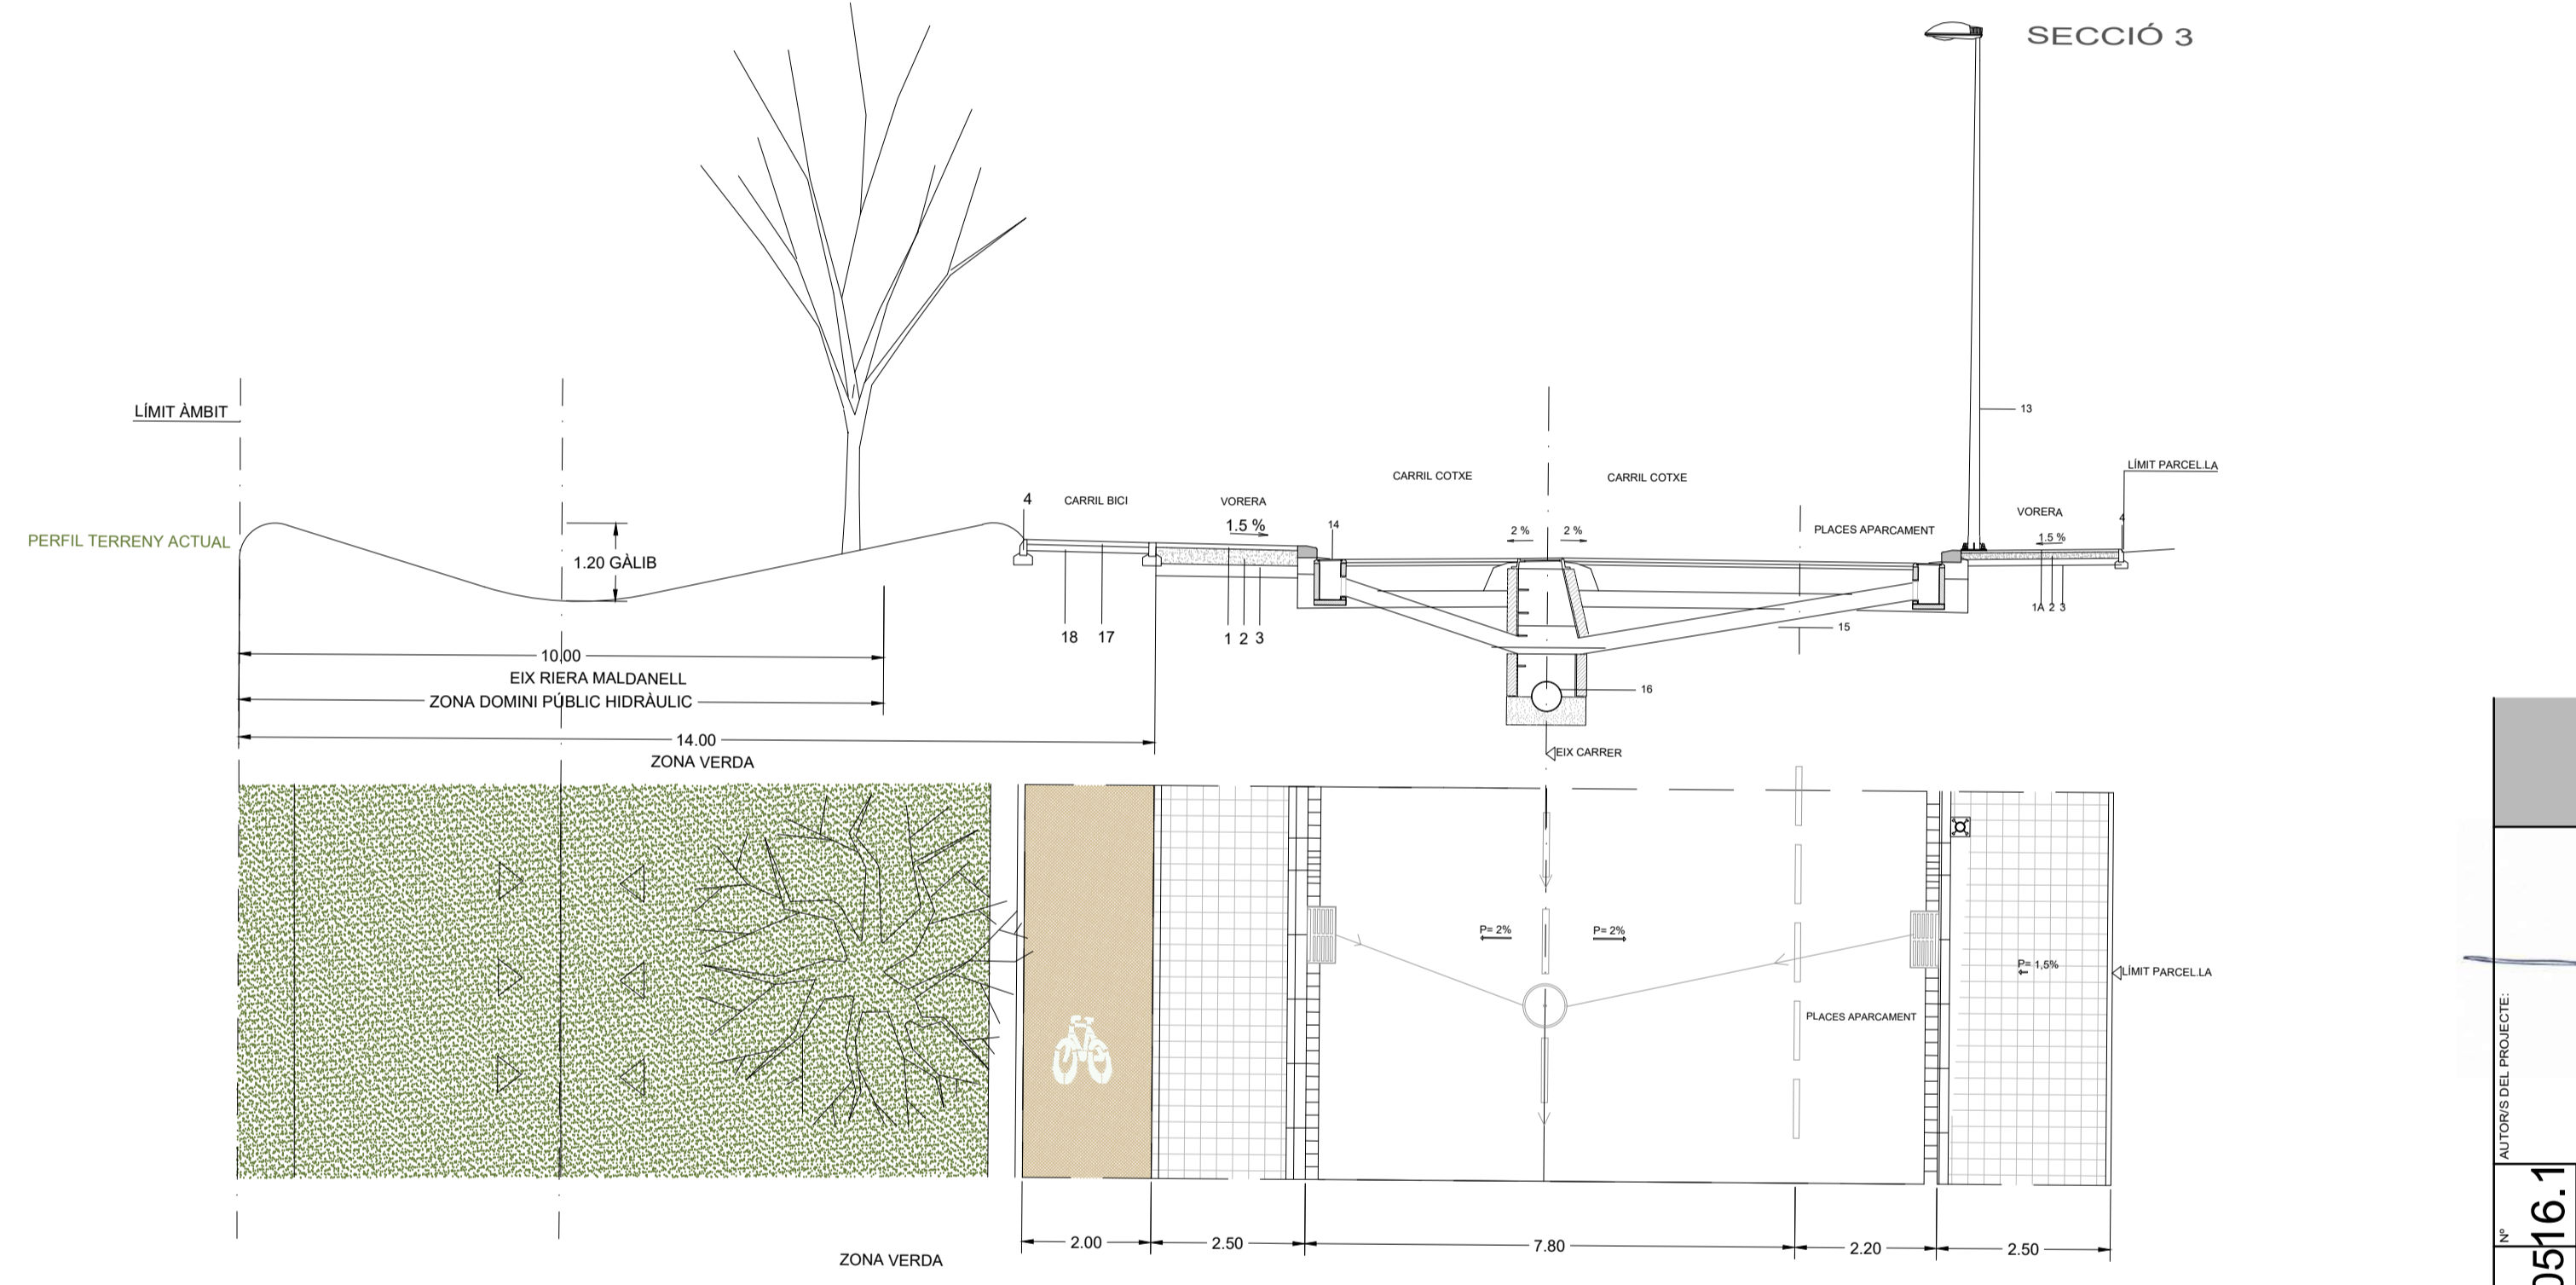 SECCIÓ 3
LÍMIT ÀMBIT
13
CARRIL COTXE
CARRIL COTXE
LÍMIT PARCEL.LA
4
CARRIL BICI
VORERA
VORERA
1.5 %
14
2 %
2 %
PLACES APARCAMENT
4
PERFIL TERRENY ACTUAL
1.5 %
1.20 GÀLIB
1A 2 3
18 17
1 2 3
15
10.00
EIX RIERA MALDANELL
16
ZONA DOMINI PÚBLIC HIDRÀULIC
14.00
EIX CARRER
ZONA VERDA
P= 2%
P= 2%
P= 1,5%
LÍMIT PARCEL.LA
PLACES APARCAMENT
AUTOR/S DEL PROJECTE:
Nº
0516.1
2.00
2.50
7.80
2.20
2.50
ZONA VERDA